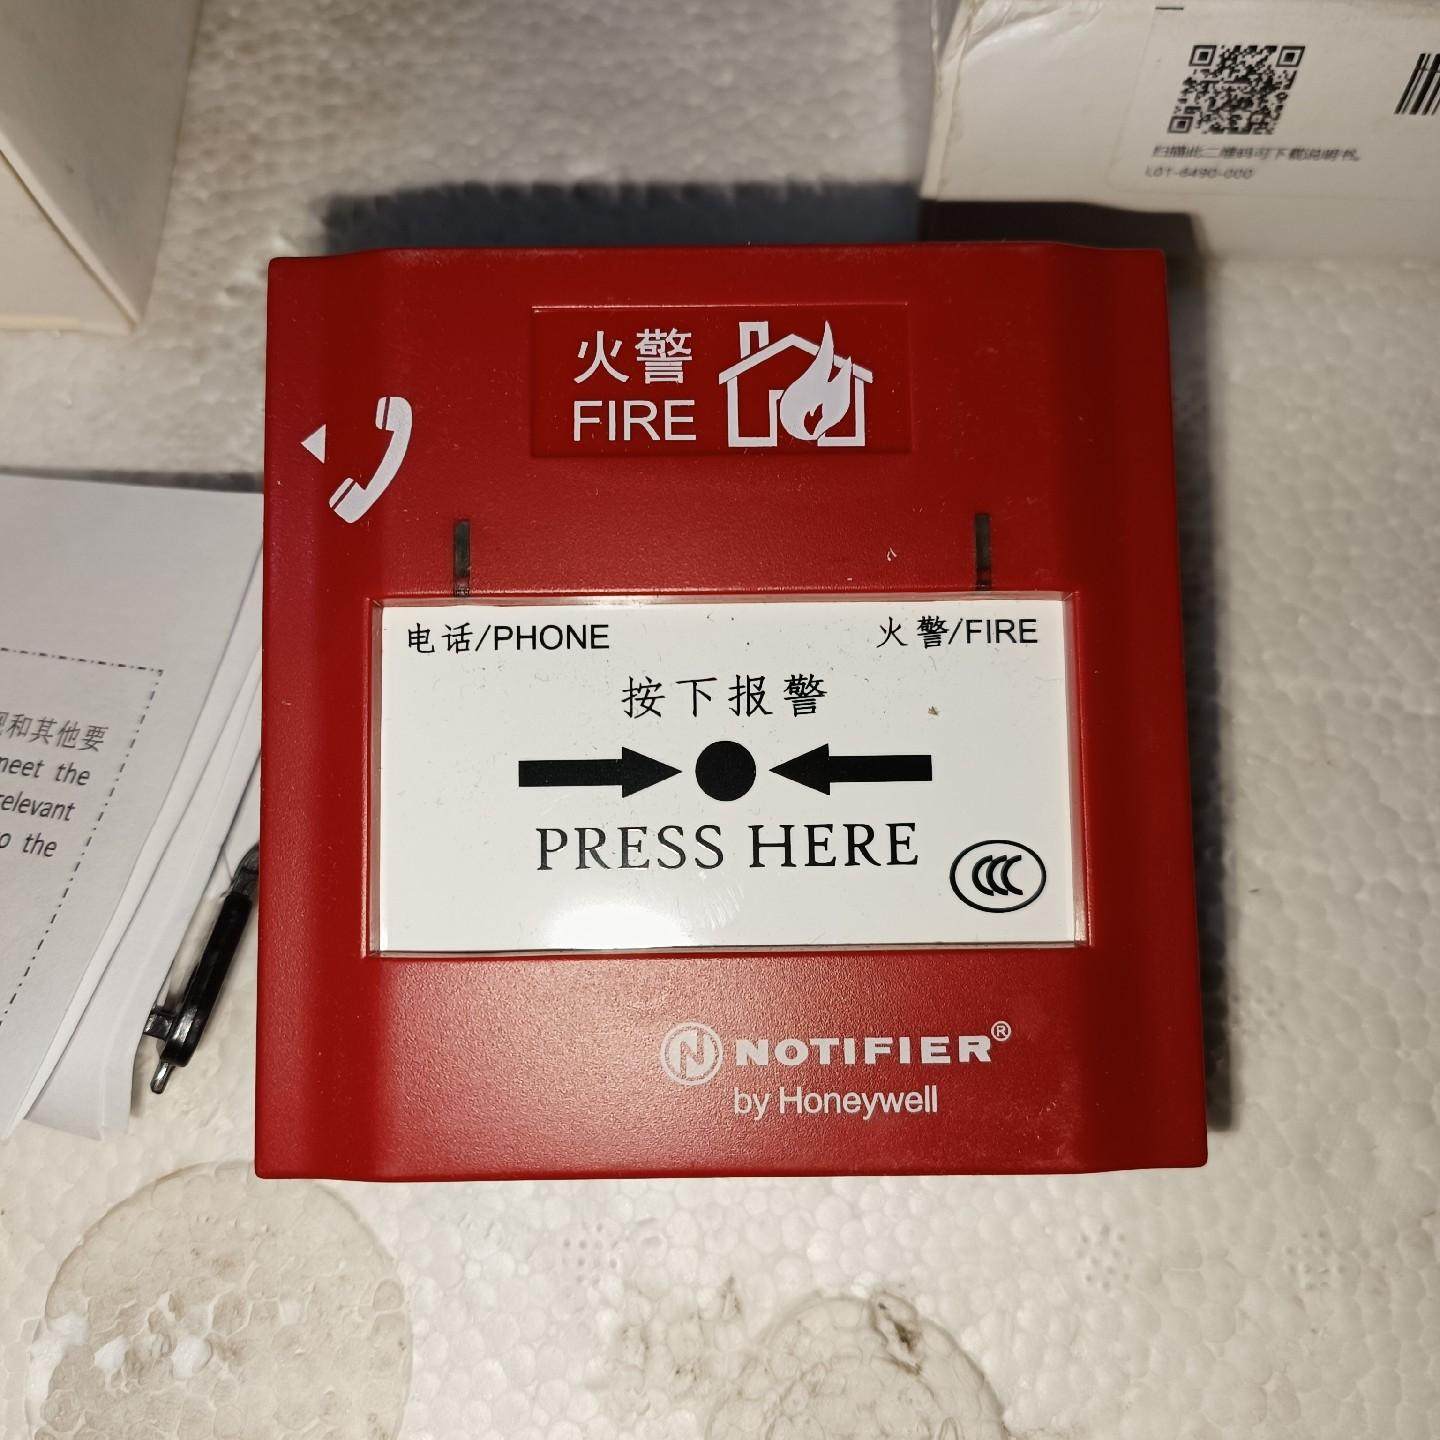 扫描此二维码可下载说明书。
L01-6490-000
火警
FIRE
电话/PHONE
火警/FIRE
按下报警
PRESS HERE
CCC
NOTIFIER®
by Honeywell
和其他要
meet the
relevant
o the